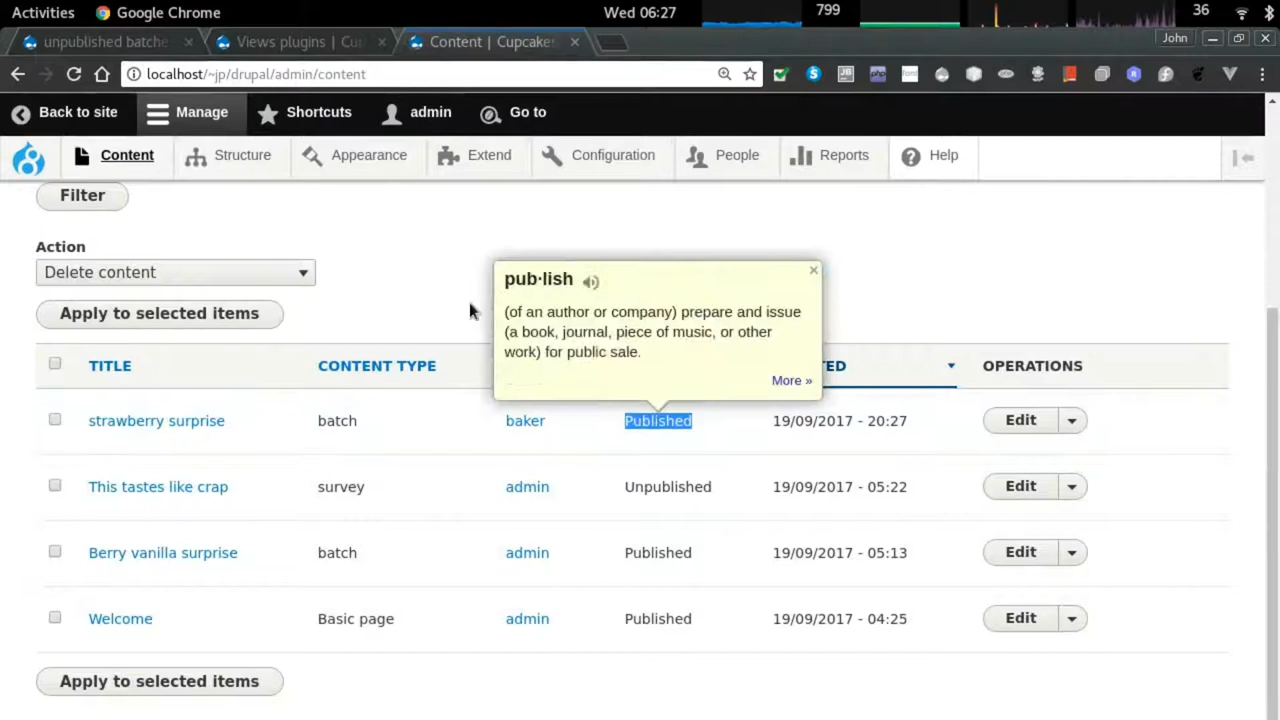 Activities Google Chrome Wed 06:27 799 36
unpublished batche Views plugins | Cu Content | Cupcake John
localhost/~jp/drupal/admin/content
Back to site Manage Shortcuts admin Go to
Content Structure Appearance Extend Configuration People Reports Help
Filter
Action
Delete content
Apply to selected items
pub·lish
(of an author or company) prepare and issue
(a book, journal, piece of music, or other
work) for public sale.
More »
TITLE CONTENT TYPE TED OPERATIONS
strawberry surprise batch baker Published 19/09/2017 - 20:27 Edit
This tastes like crap survey admin Unpublished 19/09/2017 - 05:22 Edit
Berry vanilla surprise batch admin Published 19/09/2017 - 05:13 Edit
Welcome Basic page admin Published 19/09/2017 - 04:25 Edit
Apply to selected items